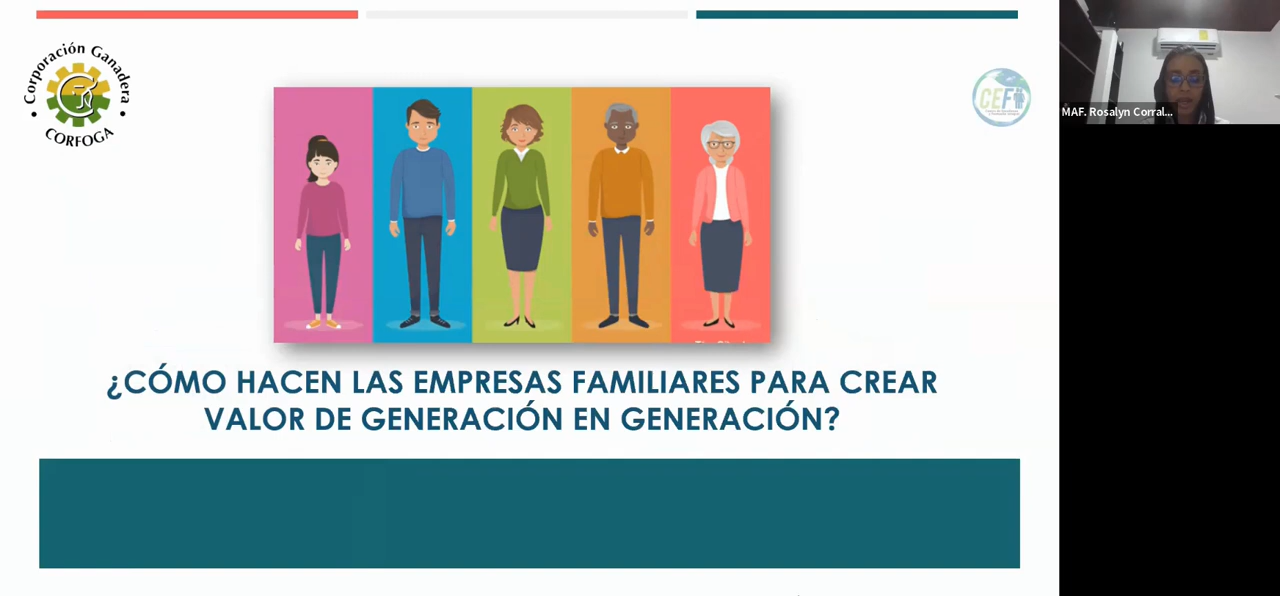 Corporación Ganadera
CORFOGA
CEF
MAF. Rosalyn Corral...
¿CÓMO HACEN LAS EMPRESAS FAMILIARES PARA CREAR
VALOR DE GENERACIÓN EN GENERACIÓN?